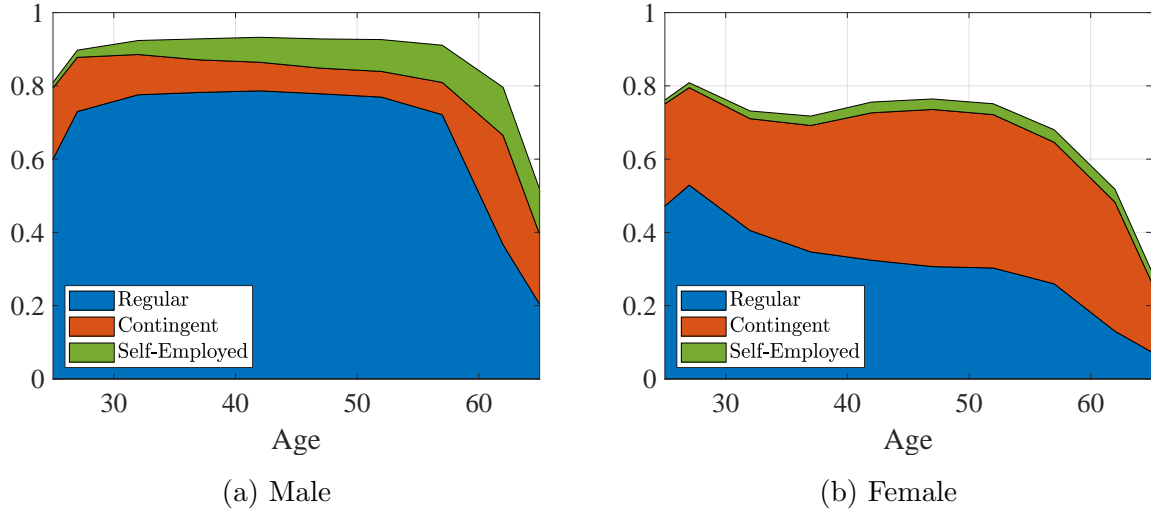 1
0.8
0.6
0.4
0.2
0
30
40
50
60
Regular
Contingent
Self-Employed
Age
(a) Male
1
0.8
0.6
0.4
0.2
0
30
40
50
60
Regular
Contingent
Self-Employed
Age
(b) Female